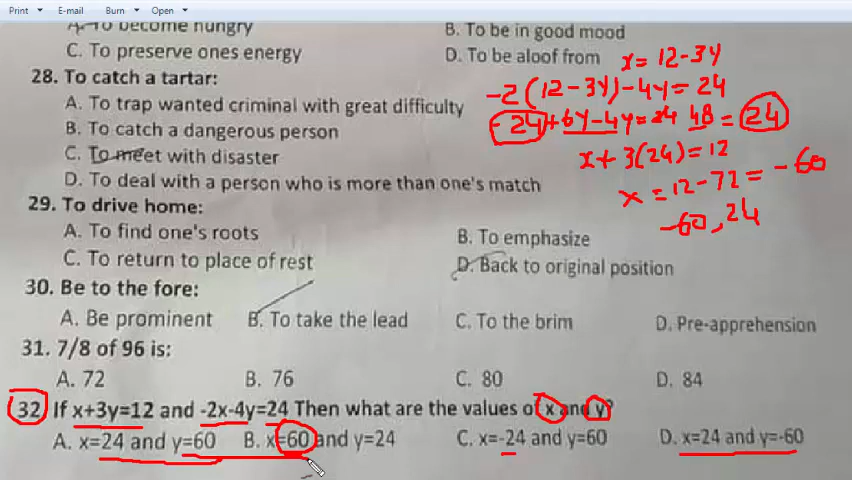 Print E-mail Burn Open
A. To become hungry B. To be in good mood
C. To preserve ones energy D. To be aloof from
x = 12 - 3y
28. To catch a tartar:
-2(12 - 3y) - 4y = 24
A. To trap wanted criminal with great difficulty
-24 + 6y - 4y = 24 48 = 24
B. To catch a dangerous person
C. To meet with disaster
x + 3(24) = 12
D. To deal with a person who is more than one's match
x = 12 - 72 = -60
-60, 24
29. To drive home:
A. To find one's roots B. To emphasize
C. To return to place of rest D. Back to original position
30. Be to the fore:
A. Be prominent B. To take the lead C. To the brim D. Pre-apprehension
31. 7/8 of 96 is:
A. 72 B. 76 C. 80 D. 84
32 If x+3y=12 and -2x-4y=24 Then what are the values of x and y?
A. x=24 and y=60 B. x=60 and y=24 C. x=-24 and y=60 D. x=24 and y=-60